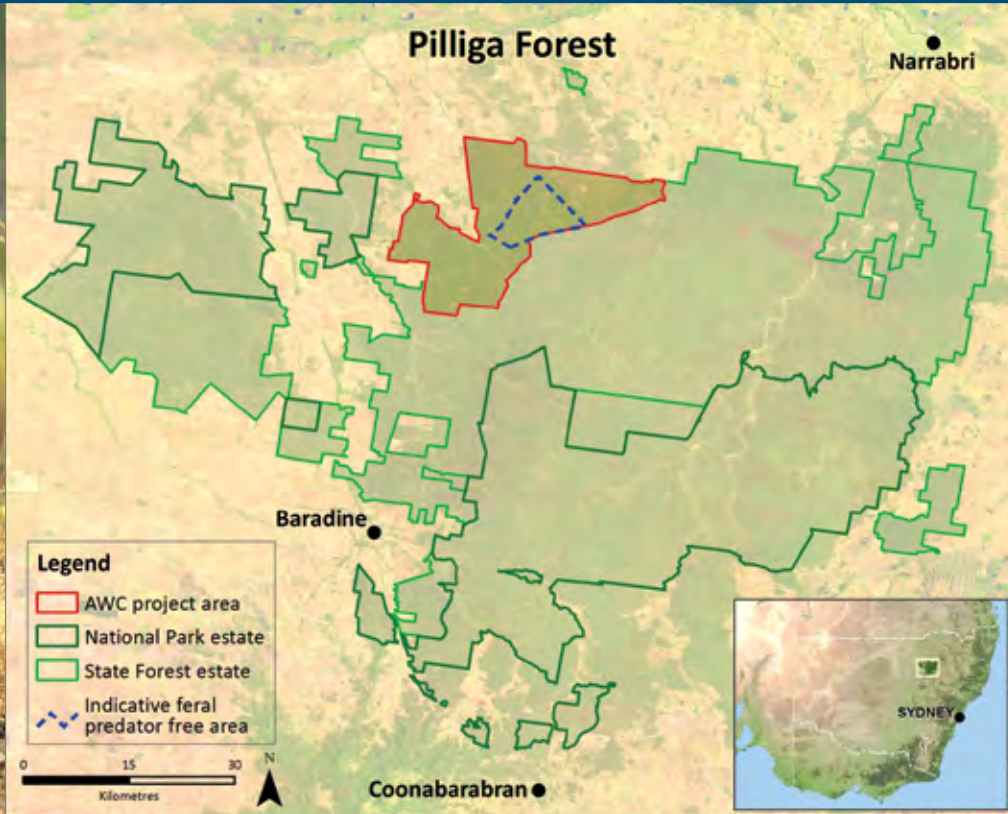 Pilliga Forest
Narrabri
Baradine
Legend
AWC project area
National Park estate
State Forest estate
Indicative feral
predator free area
0 15 30
Kilometres
N
Coonabarabran
SYDNEY